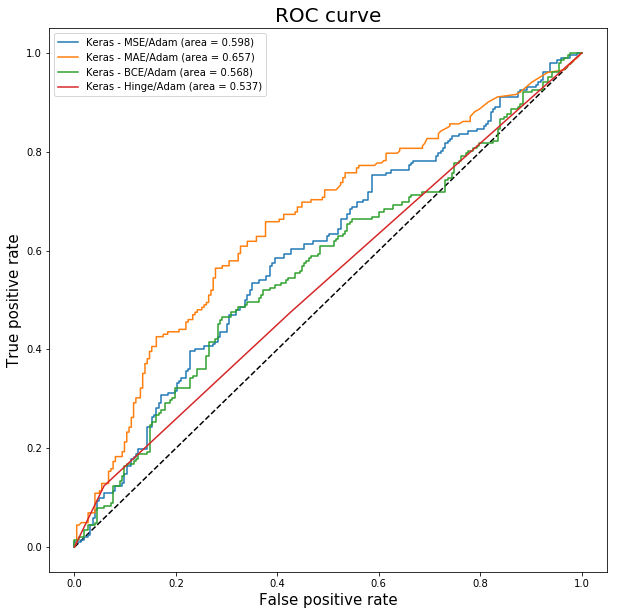 ROC curve
Keras - MSE/Adam (area = 0.598)
Keras - MAE/Adam (area = 0.657)
Keras - BCE/Adam (area = 0.568)
Keras - Hinge/Adam (area = 0.537)
True positive rate
1.0
0.8
0.6
0.4
0.2
0.0
0.0 0.2 0.4 0.6 0.8 1.0
False positive rate